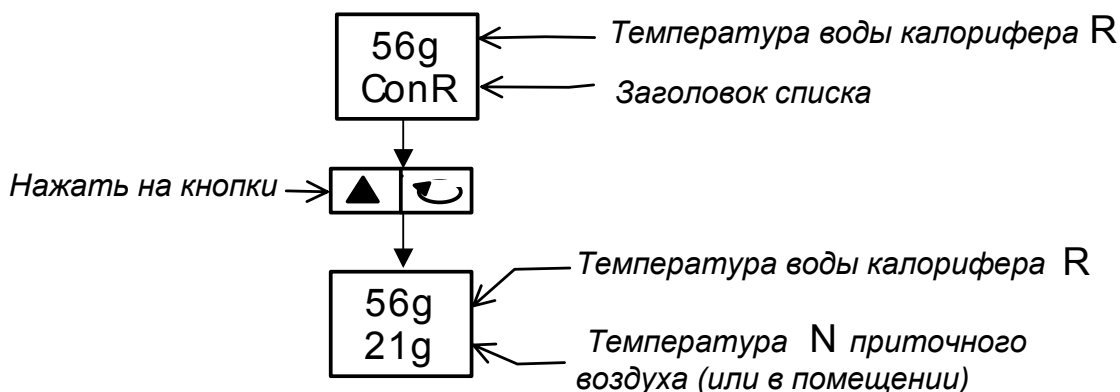 56g
Температура воды калорифера R
ConR
Заголовок списка
Нажать на кнопки
56g
Температура воды калорифера R
21g
Температура N приточного
воздуха (или в помещении)